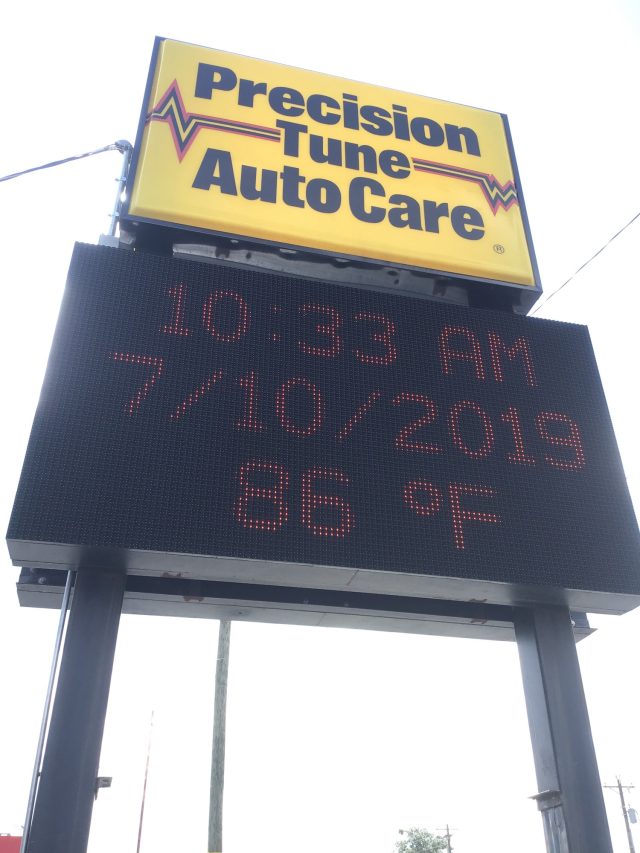 Precision
Tune
Auto Care
®
10:33 AM
7/10/2019
86 °F